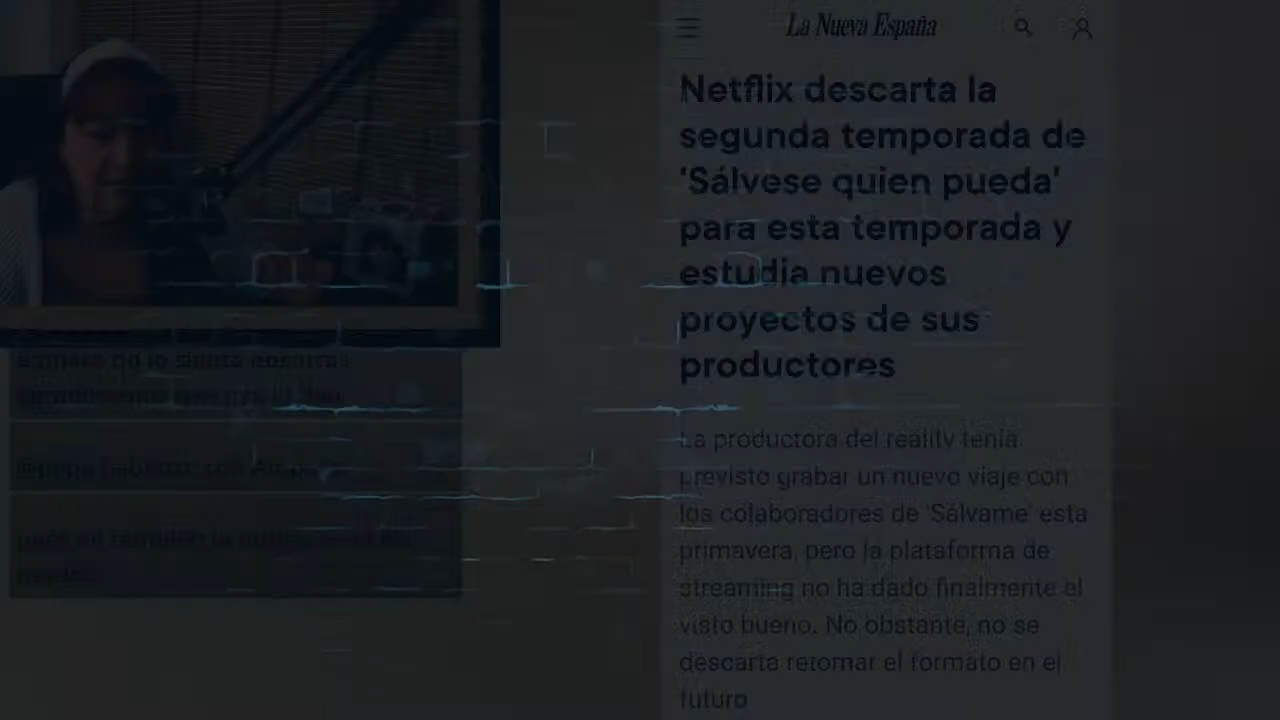 La Nueva España
Netflix descarta la
segunda temporada de
'Sálvese quien pueda'
para esta temporada y
estudia nuevos
proyectos de sus
productores
La productora del reality tenía
previsto grabar un nuevo viaje con
los colaboradores de 'Sálvame' esta
primavera, pero la plataforma de
streaming no ha dado finalmente el
visto bueno. No obstante, no se
descarta retomar el formato en el
futuro